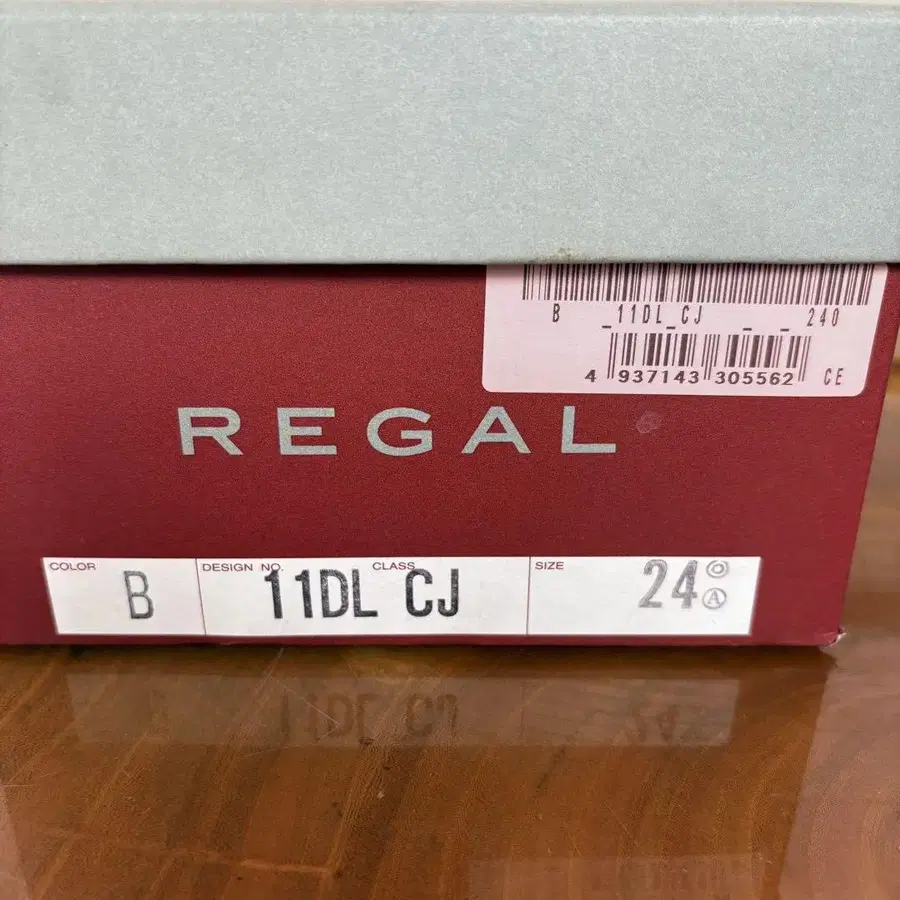 B _11DL_CJ _ _ 240
4 937143 305562 CE
REGAL
COLOR B DESIGN NO. 11DL CLASS CJ SIZE 24 Ⓐ